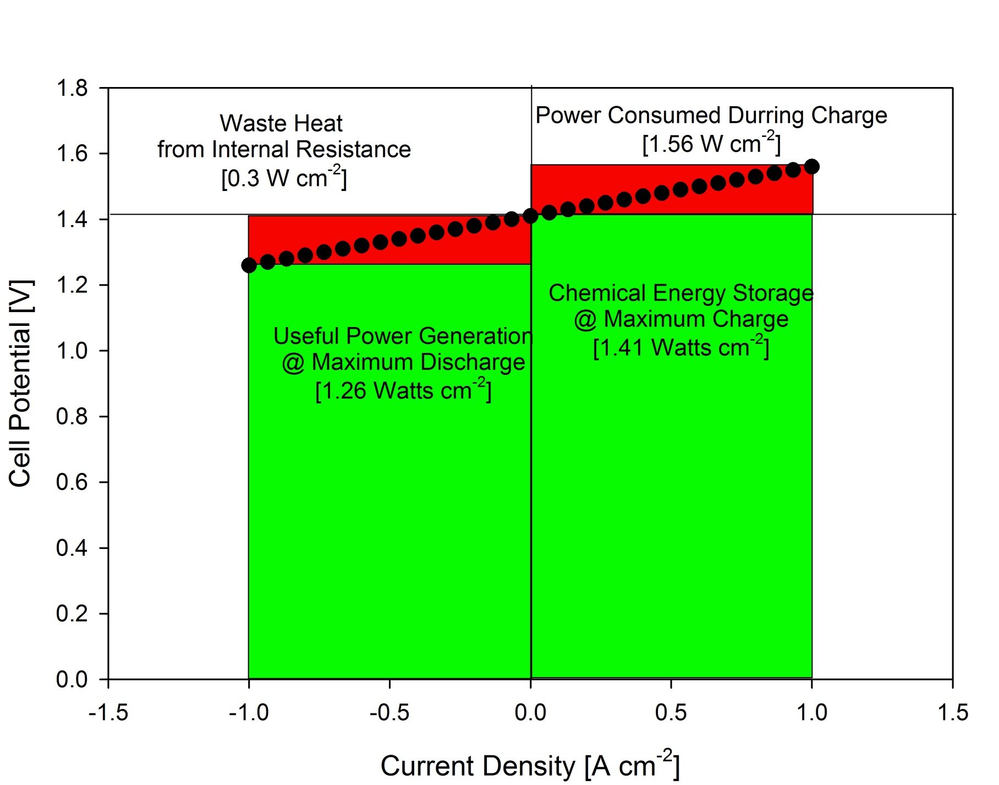 Waste Heat
from Internal Resistance
[0.3 W cm-2]
Power Consumed Durring Charge
[1.56 W cm-2]
Useful Power Generation
@ Maximum Discharge
[1.26 Watts cm-2]
Chemical Energy Storage
@ Maximum Charge
[1.41 Watts cm-2]
Cell Potential [V]
1.8
1.6
1.4
1.2
1.0
0.8
0.6
0.4
0.2
0.0
-1.5
-1.0
-0.5
0.0
0.5
1.0
1.5
Current Density [A cm-2]